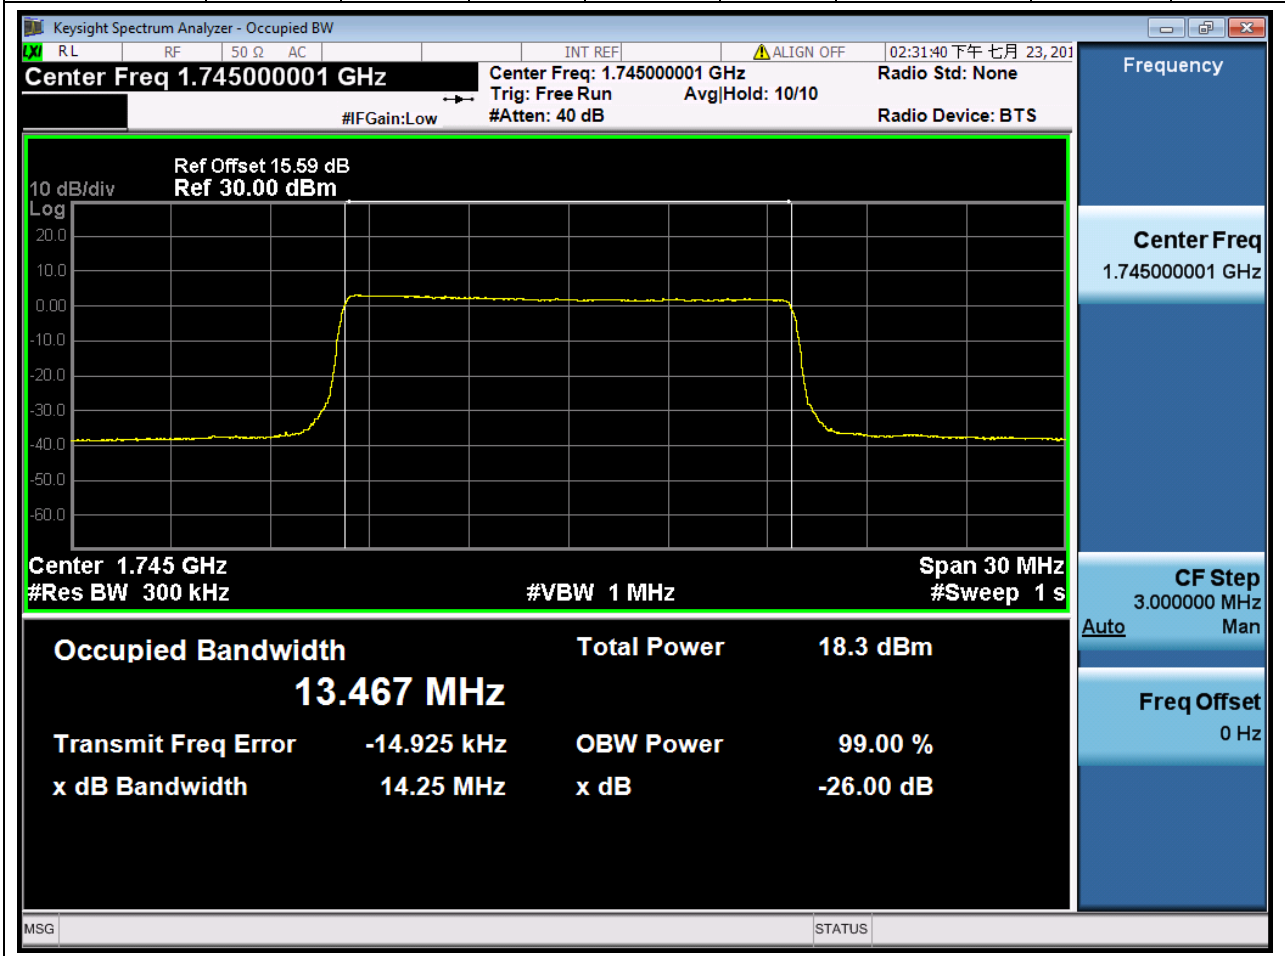 Keysight Spectrum Analyzer - Occupied BW
LXI RL RF 50 Ω AC INT REF ALIGN OFF 02:31:40 下午 七月 23, 201
Center Freq 1.745000001 GHz
Center Freq: 1.745000001 GHz Radio Std: None
Trig: Free Run Avg|Hold: 10/10
#IFGain:Low #Atten: 40 dB Radio Device: BTS
Ref Offset 15.59 dB
10 dB/div Ref 30.00 dBm
Log
20.0
10.0
0.00
-10.0
-20.0
-30.0
-40.0
-50.0
-60.0
Center 1.745 GHz Span 30 MHz
#Res BW 300 kHz #VBW 1 MHz #Sweep 1 s
Occupied Bandwidth Total Power 18.3 dBm
13.467 MHz
Transmit Freq Error -14.925 kHz OBW Power 99.00 %
x dB Bandwidth 14.25 MHz x dB -26.00 dB
MSG STATUS
Frequency
Center Freq
1.745000001 GHz
CF Step
3.000000 MHz
Auto Man
Freq Offset
0 Hz